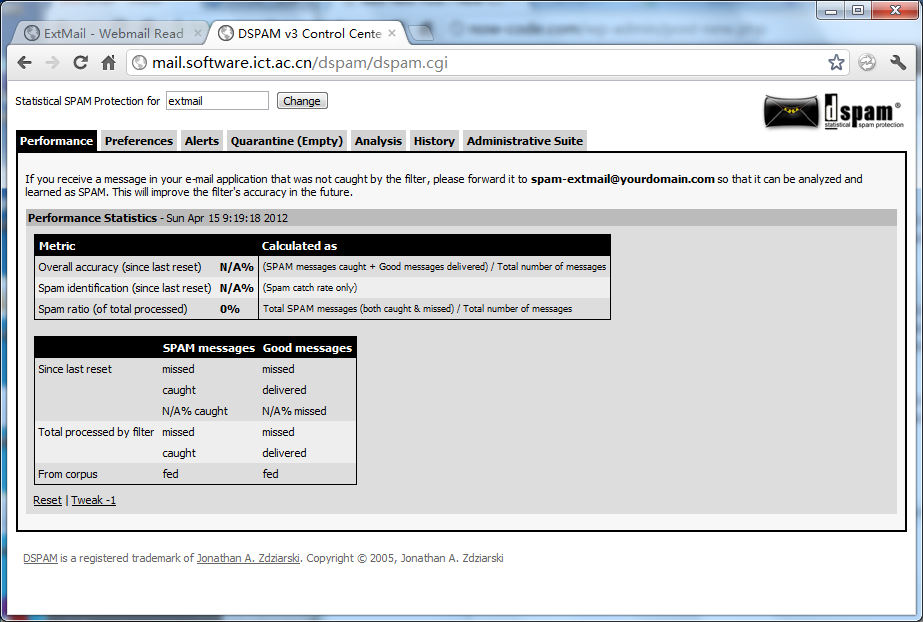 ExtMail - Webmail Read
DSPAM v3 Control Cente
mail.software.ict.ac.cn/dspam/dspam.cgi
Statistical SPAM Protection for extmail Change
dspam®
statistical spam protection
Performance Preferences Alerts Quarantine (Empty) Analysis History Administrative Suite
If you receive a message in your e-mail application that was not caught by the filter, please forward it to spam-extmail@yourdomain.com so that it can be analyzed and
learned as SPAM. This will improve the filter's accuracy in the future.
Performance Statistics - Sun Apr 15 9:19:18 2012
Metric Calculated as
Overall accuracy (since last reset) N/A% (SPAM messages caught + Good messages delivered) / Total number of messages
Spam identification (since last reset) N/A% (Spam catch rate only)
Spam ratio (of total processed) 0% Total SPAM messages (both caught & missed) / Total number of messages
SPAM messages Good messages
Since last reset missed missed
caught delivered
N/A% caught N/A% missed
Total processed by filter missed missed
caught delivered
From corpus fed fed
Reset | Tweak -1
DSPAM is a registered trademark of Jonathan A. Zdziarski. Copyright © 2005, Jonathan A. Zdziarski